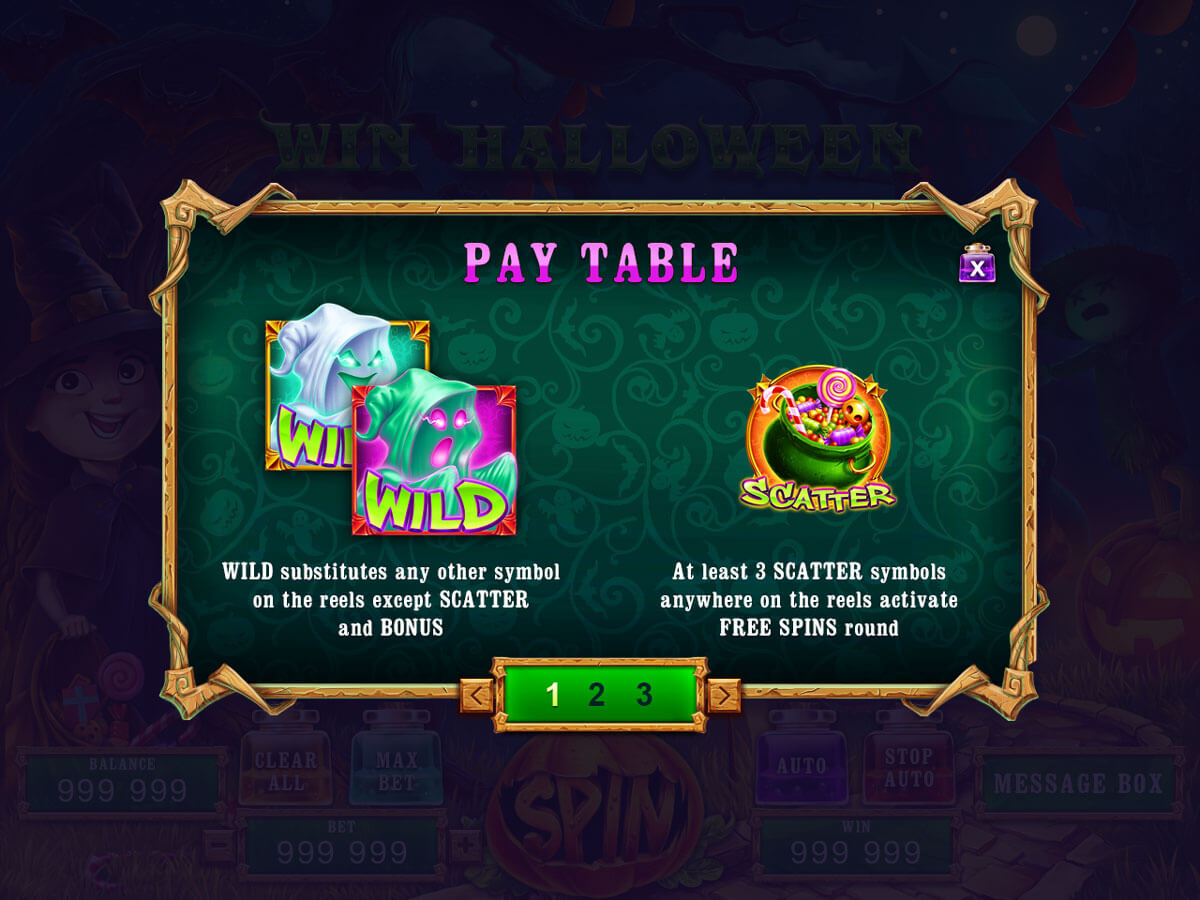 WIN HALLOWEEN
PAY TABLE
X
WI
WILD
SCATTER
WILD substitutes any other symbol
on the reels except SCATTER
and BONUS
At least 3 SCATTER symbols
anywhere on the reels activate
FREE SPINS round
< 1 2 3 >
BALANCE
999 999
CLEAR
ALL
MAX
BET
SPIN
AUTO
STOP
AUTO
MESSAGE BOX
BET
- 999 999 +
WIN
999 999